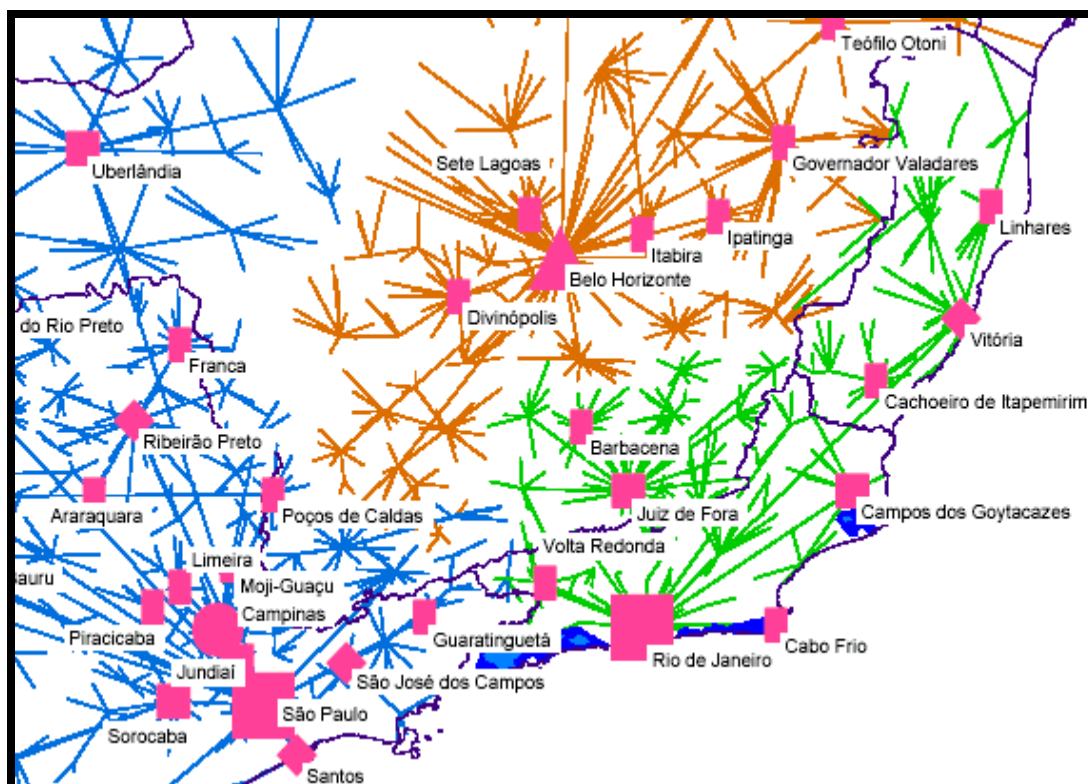 Teófilo Otoni
Sete Lagoas
Governador Valadares
Uberlândia
Ipatinga
Linhares
Itabira
Belo Horizonte
Divinópolis
do Rio Preto
Vitória
Franca
Cachoeiro de Itapemirim
Ribeirão Preto
Barbacena
Araraquara
Poços de Caldas
Juiz de Fora
Campos dos Goytacazes
Volta Redonda
Limeira
Bauru
Moji-Guaçu
Campinas
Piracicaba
Guaratinguetá
Cabo Frio
Rio de Janeiro
Jundiaí
São José dos Campos
São Paulo
Sorocaba
Santos